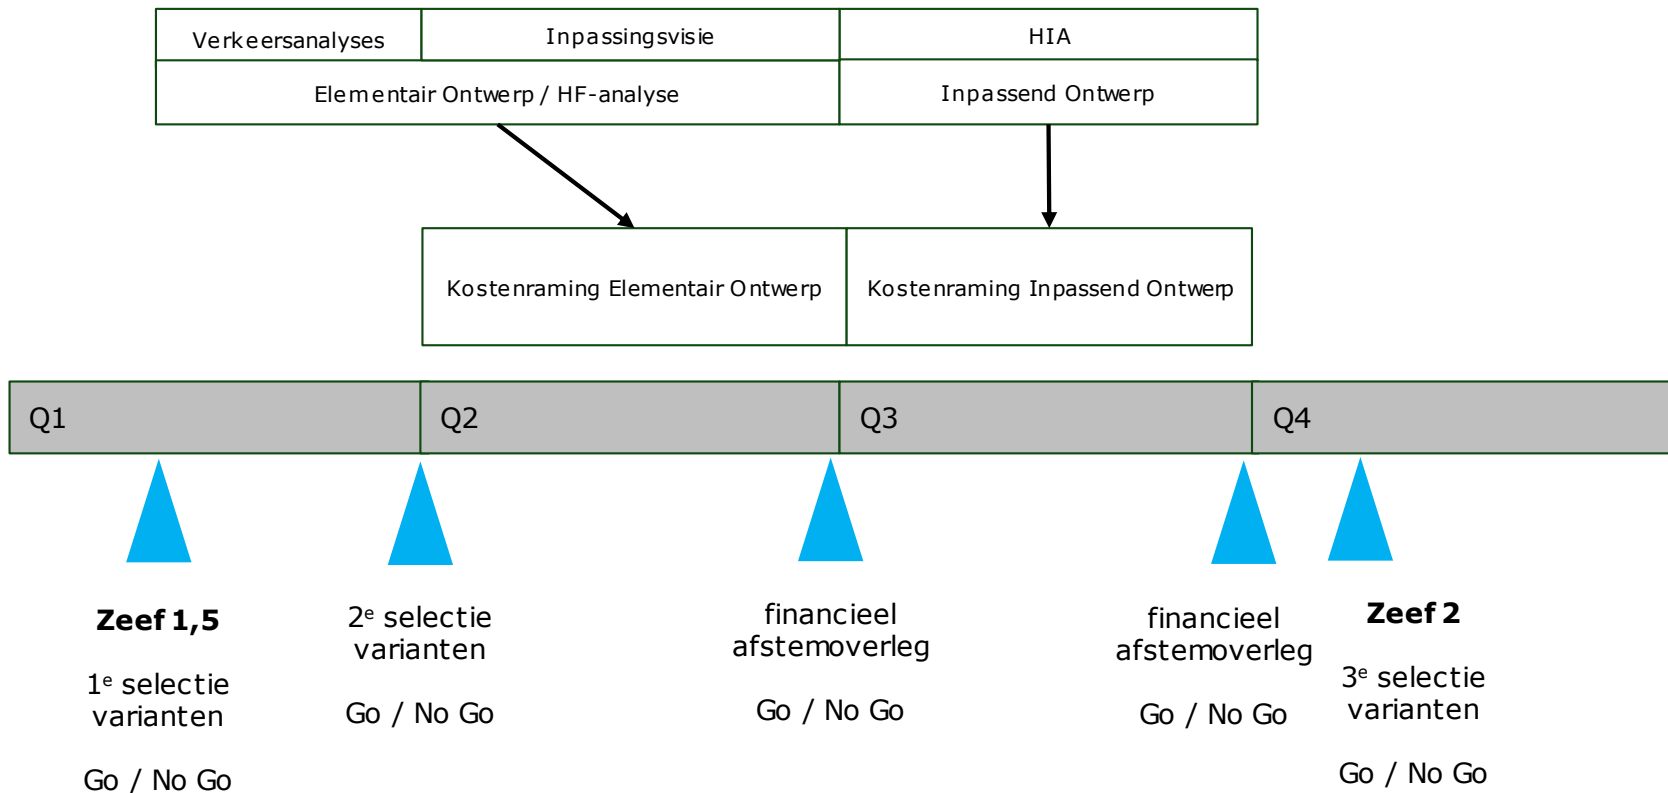 Verkeersanalyses
Inpassingsvisie
HIA
Elementair Ontwerp / HF-analyse
Inpassend Ontwerp
Kostenraming Elementair Ontwerp
Kostenraming Inpassend Ontwerp
Q1
Q2
Q3
Q4
Zeef 1,5
1e selectie
varianten
Go / No Go
2e selectie
varianten
Go / No Go
financieel
afstemoverleg
Go / No Go
financieel
afstemoverleg
Go / No Go
Zeef 2
3e selectie
varianten
Go / No Go